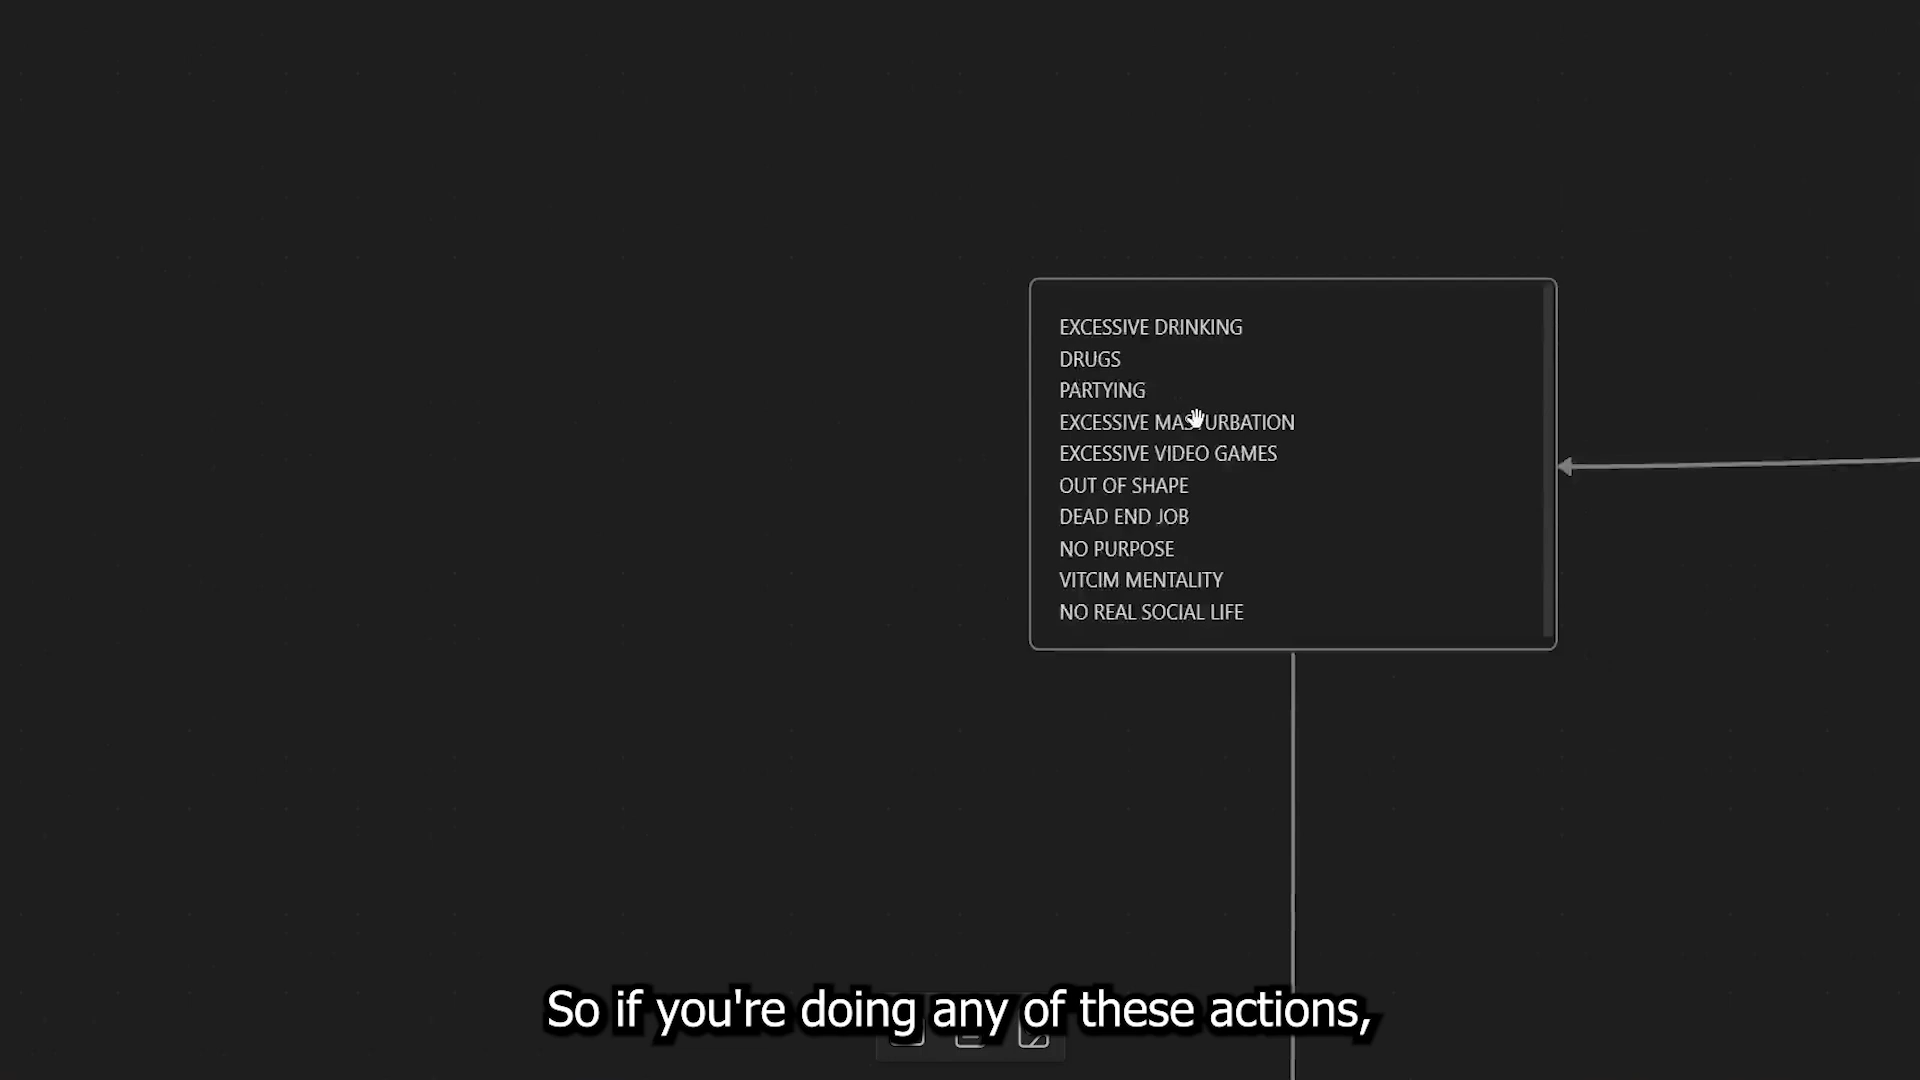 EXCESSIVE DRINKING
DRUGS
PARTYING
EXCESSIVE MASTURBATION
EXCESSIVE VIDEO GAMES
OUT OF SHAPE
DEAD END JOB
NO PURPOSE
VITCIM MENTALITY
NO REAL SOCIAL LIFE
So if you're doing any of these actions,